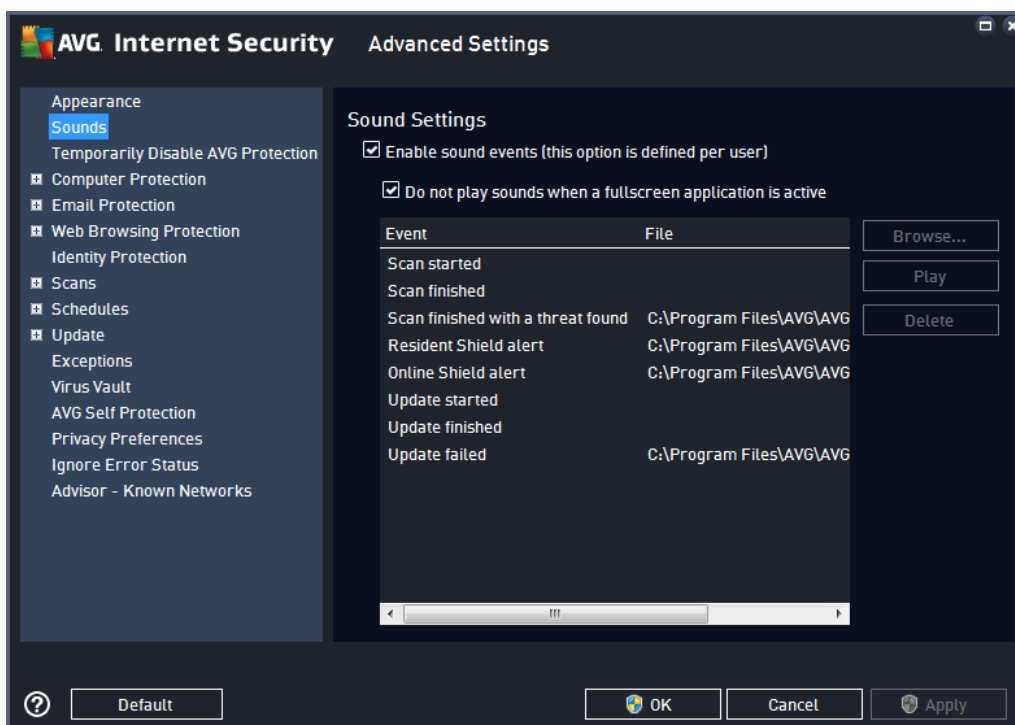 AVG. Internet Security Advanced Settings
Appearance
Sounds
Temporarily Disable AVG Protection
Computer Protection
Email Protection
Web Browsing Protection
Identity Protection
Scans
Schedules
Update
Exceptions
Virus Vault
AVG Self Protection
Privacy Preferences
Ignore Error Status
Advisor - Known Networks
Sound Settings
Enable sound events (this option is defined per user)
Do not play sounds when a fullscreen application is active
Event File
Scan started
Scan finished
Scan finished with a threat found C:\Program Files\AVG\AVG
Resident Shield alert C:\Program Files\AVG\AVG
Online Shield alert C:\Program Files\AVG\AVG
Update started
Update finished
Update failed C:\Program Files\AVG\AVG
Browse...
Play
Delete
Default
OK
Cancel
Apply